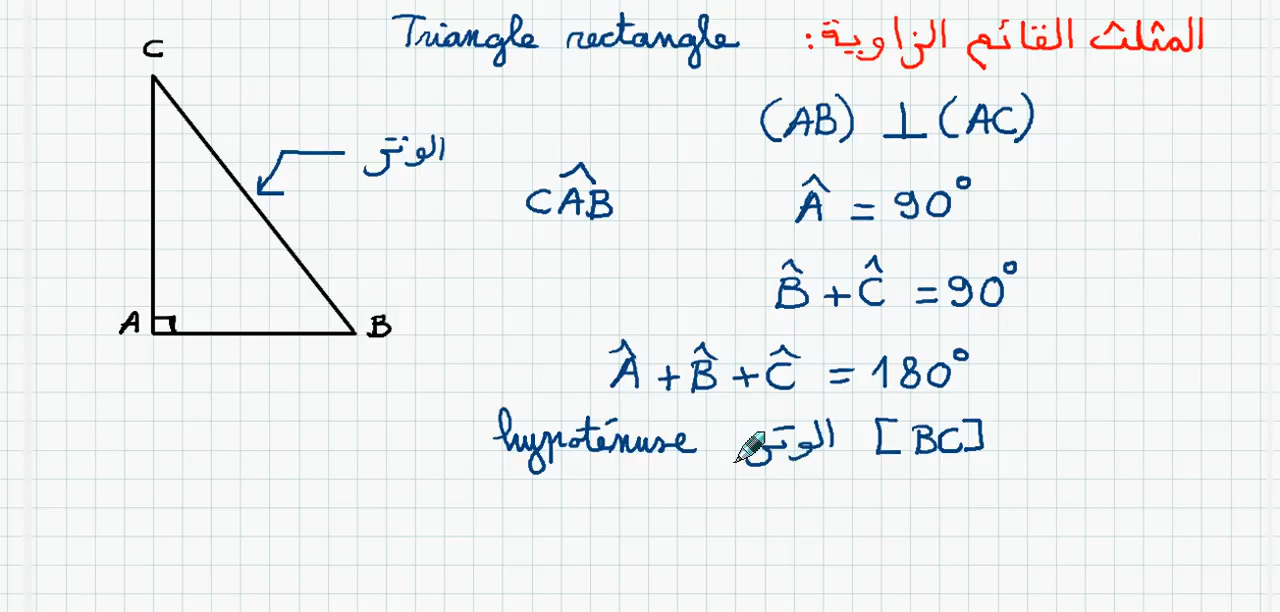 Triangle rectangle المثلث القائم الزاوية:
C
(AB) ⊥ (AC)
الوتر
CÂB
Â = 90°
B̂ + Ĉ = 90°
A
B
Â + B̂ + Ĉ = 180°
hypoténuse الوتر [BC]